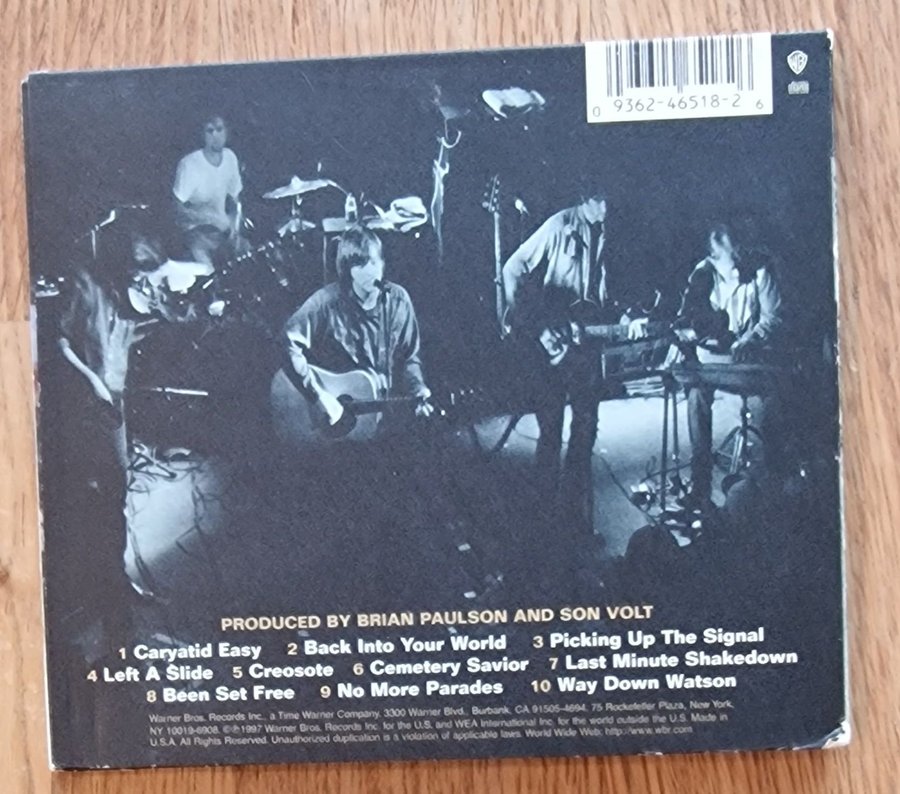 0 9362-46518-2 6
WB
PRODUCED BY BRIAN PAULSON AND SON VOLT
1 Caryatid Easy 2 Back Into Your World 3 Picking Up The Signal
4 Left A Slide 5 Creosote 6 Cemetery Savior 7 Last Minute Shakedown
8 Been Set Free 9 No More Parades 10 Way Down Watson
Warner Bros. Records Inc., a Time Warner Company, 3300 Warner Blvd., Burbank, CA 91505-4694. 75 Rockefeller Plaza, New York,
NY 10019-6908. ©℗1997 Warner Bros. Records Inc. for the U.S. and WEA International Inc. for the world outside the U.S. Made in
U.S.A. All Rights Reserved. Unauthorized duplication is a violation of applicable laws. World Wide Web: http://www.wbr.com